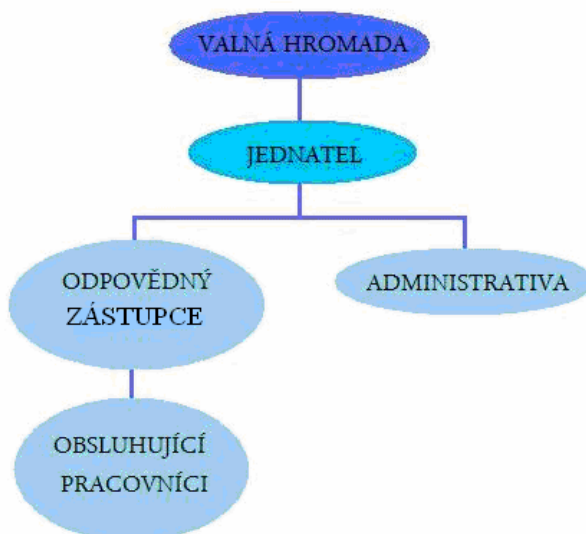 VALNÁ HROMADA
JEDNATEL
ODPOVĚDNÝ
ZÁSTUPCE
ADMINISTRATIVA
OBSLUHUJÍCÍ
PRACOVNÍCI